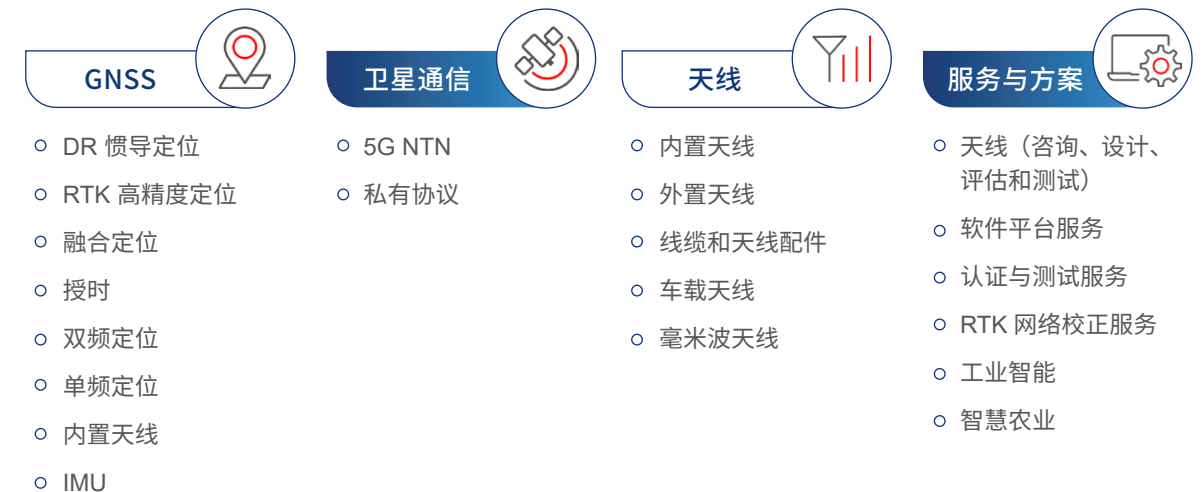 GNSS
DR 惯导定位
RTK 高精度定位
融合定位
授时
双频定位
单频定位
内置天线
IMU
卫星通信
5G NTN
私有协议
天线
内置天线
外置天线
线缆和天线配件
车载天线
毫米波天线
服务与方案
天线（咨询、设计、
评估和测试）
软件平台服务
认证与测试服务
RTK 网络校正服务
工业智能
智慧农业